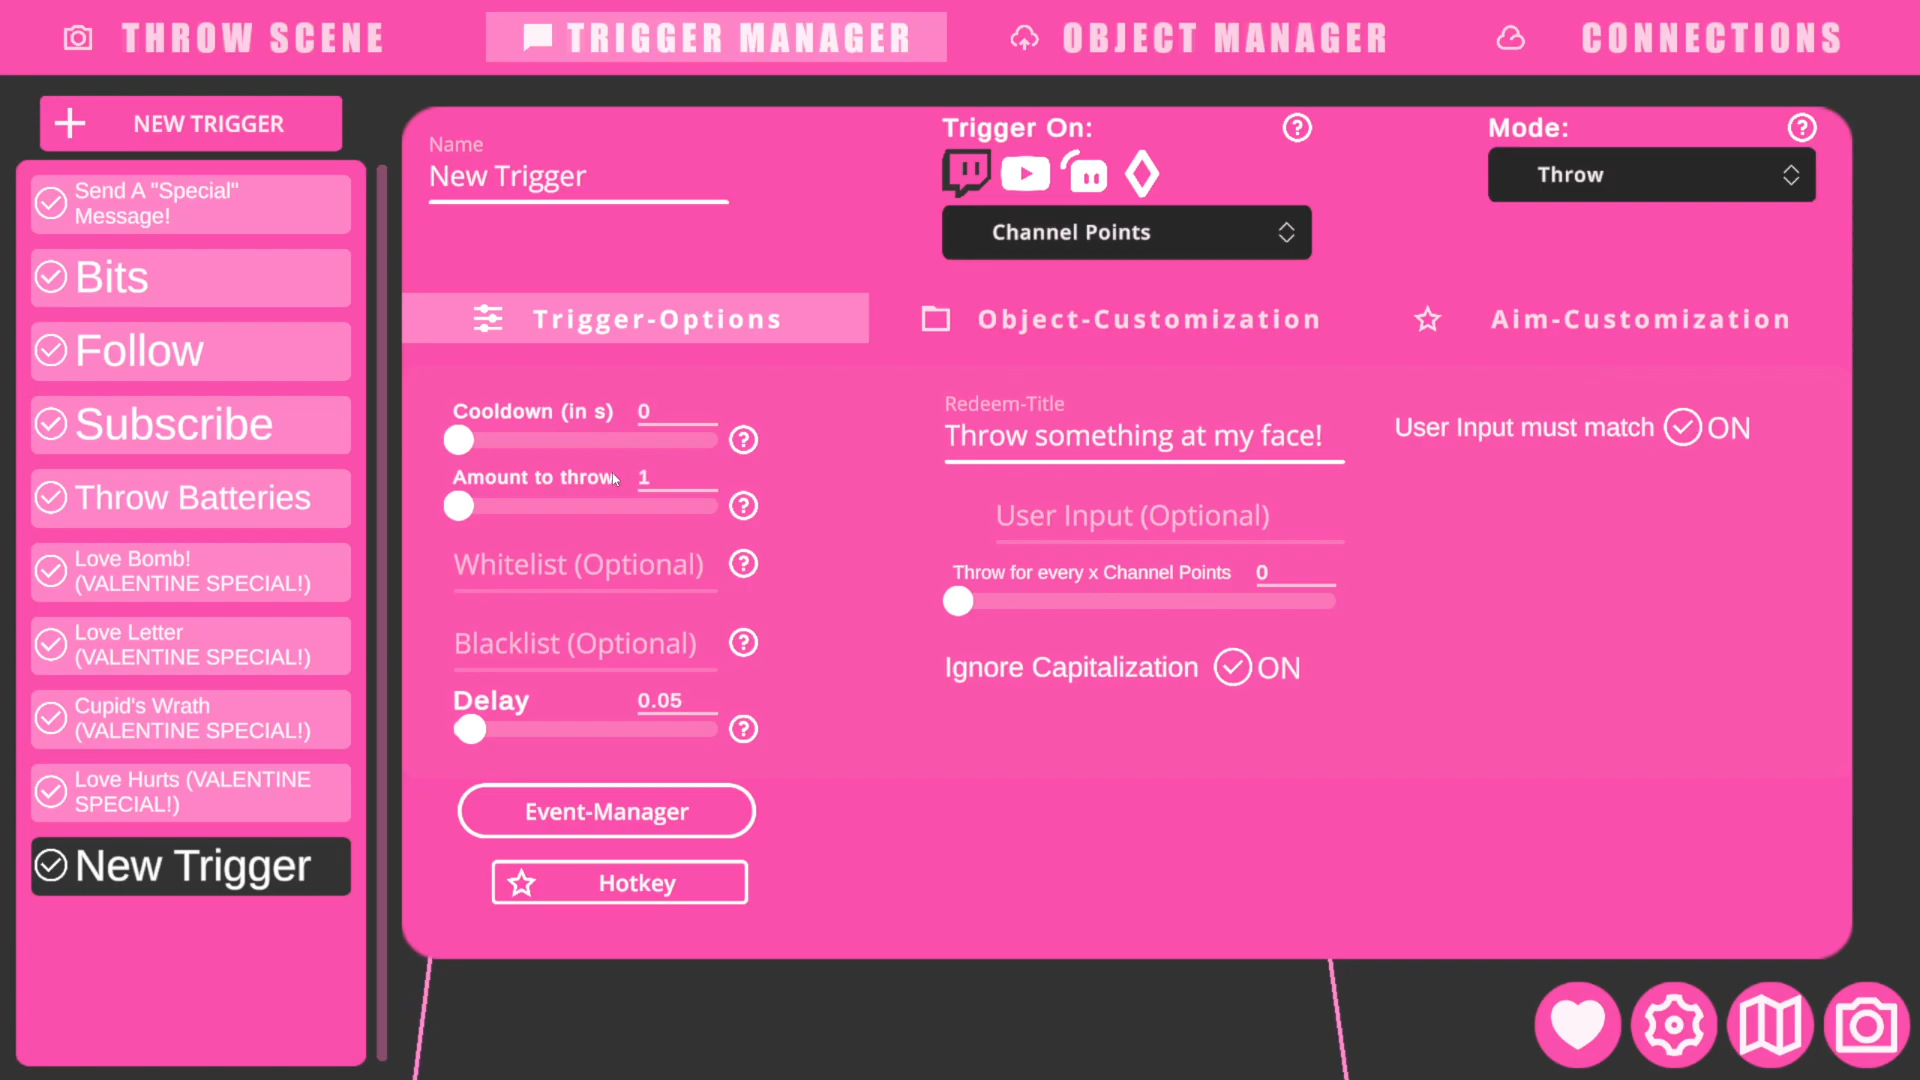 THROW SCENE
TRIGGER MANAGER
OBJECT MANAGER
CONNECTIONS
NEW TRIGGER
Send A "Special"
Message!
Bits
Follow
Subscribe
Throw Batteries
Love Bomb!
(VALENTINE SPECIAL!)
Love Letter
(VALENTINE SPECIAL!)
Cupid's Wrath
(VALENTINE SPECIAL!)
Love Hurts (VALENTINE
SPECIAL!)
New Trigger
Name
New Trigger
Trigger On:
Channel Points
Mode:
Throw
Trigger-Options
Object-Customization
Aim-Customization
Cooldown (in s) 0
Amount to throw 1
Whitelist (Optional)
Blacklist (Optional)
Delay 0.05
Event-Manager
Hotkey
Redeem-Title
Throw something at my face!
User Input (Optional)
Throw for every x Channel Points 0
Ignore Capitalization ON
User Input must match ON